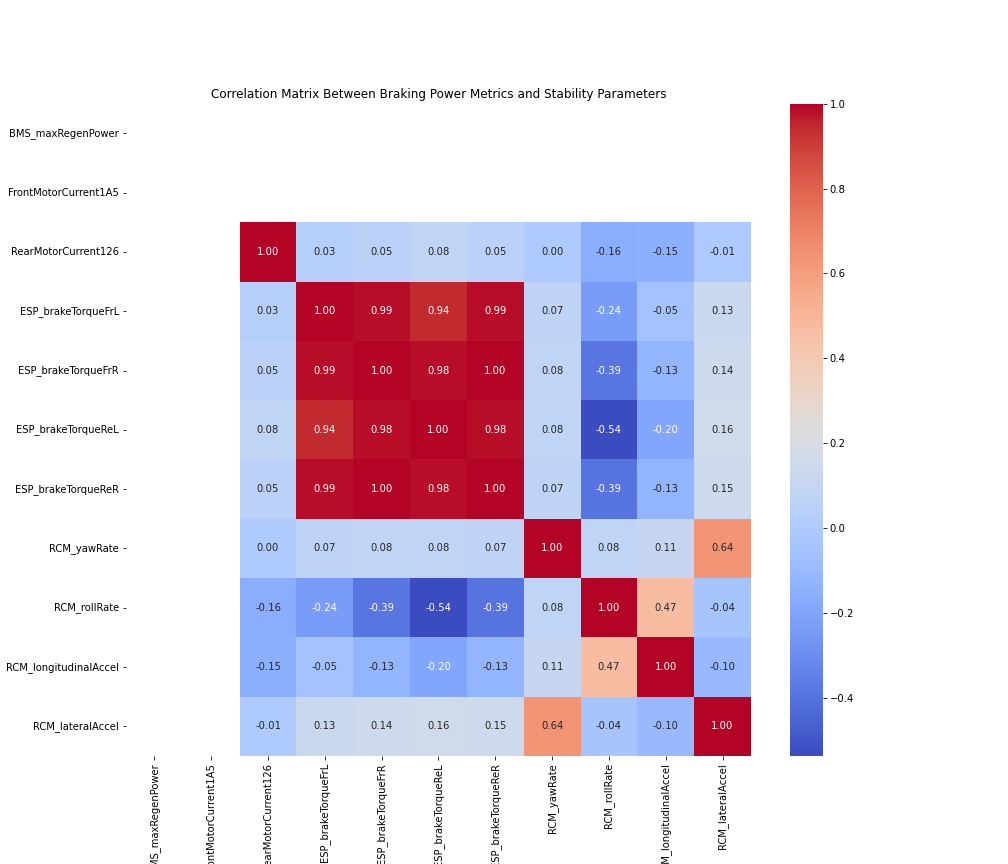 Correlation Matrix Between Braking Power Metrics and Stability Parameters
BMS_maxRegenPower
FrontMotorCurrent1A5
RearMotorCurrent126 1.00 0.03 0.05 0.08 0.05 0.00 -0.16 -0.15 -0.01
ESP_brakeTorqueFrL 0.03 1.00 0.99 0.94 0.99 0.07 -0.24 -0.05 0.13
ESP_brakeTorqueFrR 0.05 0.99 1.00 0.98 1.00 0.08 -0.39 -0.13 0.14
ESP_brakeTorqueReL 0.08 0.94 0.98 1.00 0.98 0.08 -0.54 -0.20 0.16
ESP_brakeTorqueReR 0.05 0.99 1.00 0.98 1.00 0.07 -0.39 -0.13 0.15
RCM_yawRate 0.00 0.07 0.08 0.08 0.07 1.00 0.08 0.11 0.64
RCM_rollRate -0.16 -0.24 -0.39 -0.54 -0.39 0.08 1.00 0.47 -0.04
RCM_longitudinalAccel -0.15 -0.05 -0.13 -0.20 -0.13 0.11 0.47 1.00 -0.10
RCM_lateralAccel -0.01 0.13 0.14 0.16 0.15 0.64 -0.04 -0.10 1.00
MS_maxRegenPower
ontMotorCurrent1A5
earMotorCurrent126
ESP_brakeTorqueFrL
SP_brakeTorqueFrR
SP_brakeTorqueReL
SP_brakeTorqueReR
RCM_yawRate
RCM_rollRate
M_longitudinalAccel
RCM_lateralAccel
1.0
0.8
0.6
0.4
0.2
0.0
−0.2
−0.4